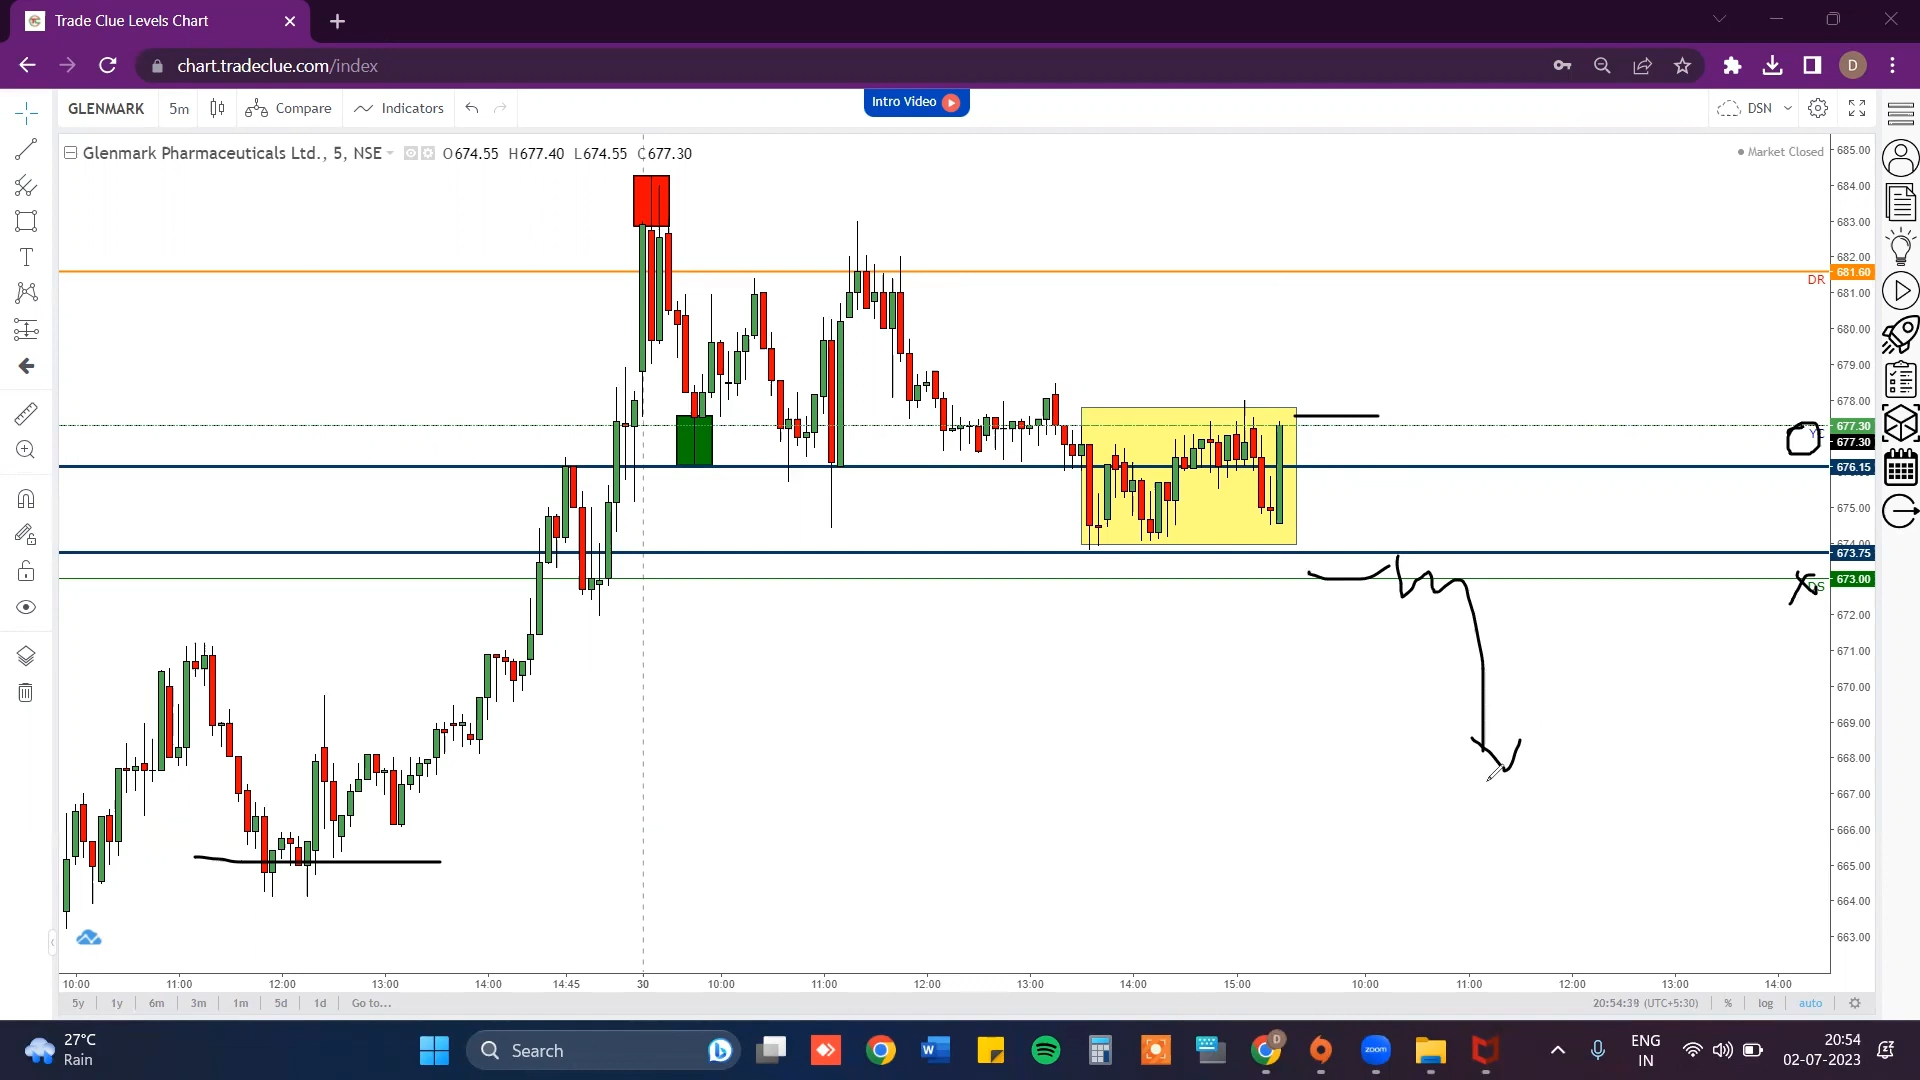 Trade Clue Levels Chart
chart.tradeclue.com/index
D
GLENMARK 5m Compare Indicators
Intro Video
DSN
Glenmark Pharmaceuticals Ltd., 5, NSE O674.55 H677.40 L674.55 C677.30
Market Closed
685.00
684.00
683.00
682.00
681.60
DR
681.00
680.00
679.00
678.00
677.30
677.30
676.15
675.00
674.00
673.75
673.00
DS
672.00
671.00
670.00
669.00
668.00
667.00
666.00
665.00
664.00
663.00
10:00 11:00 12:00 13:00 14:00 14:45 30 10:00 11:00 12:00 13:00 14:00 15:00 10:00 11:00 12:00 13:00 14:00
5y 1y 6m 3m 1m 5d 1d Go to...
20:54:39 (UTC+5:30) % log auto
27°C
Rain
Search
zoom
ENG
IN
20:54
02-07-2023